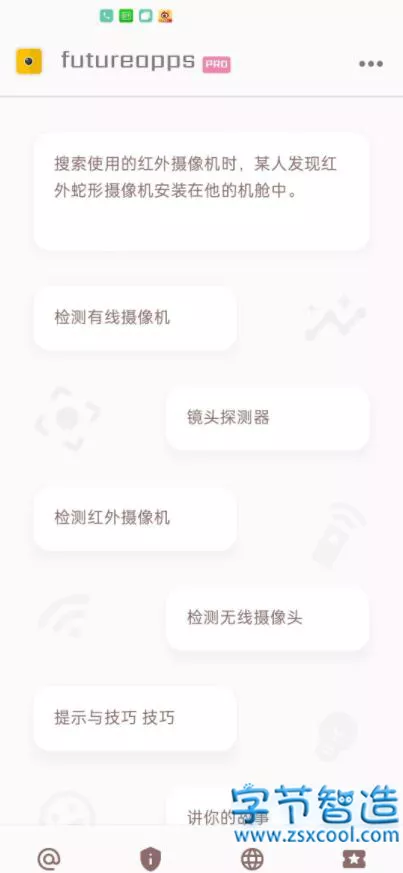 futureapps PRO
搜索使用的红外摄像机时，某人发现红
外蛇形摄像机安装在他的机舱中。
检测有线摄像机
镜头探测器
检测红外摄像机
检测无线摄像头
提示与技巧 技巧
讲你的故事
字节智造
www.zsxcool.com